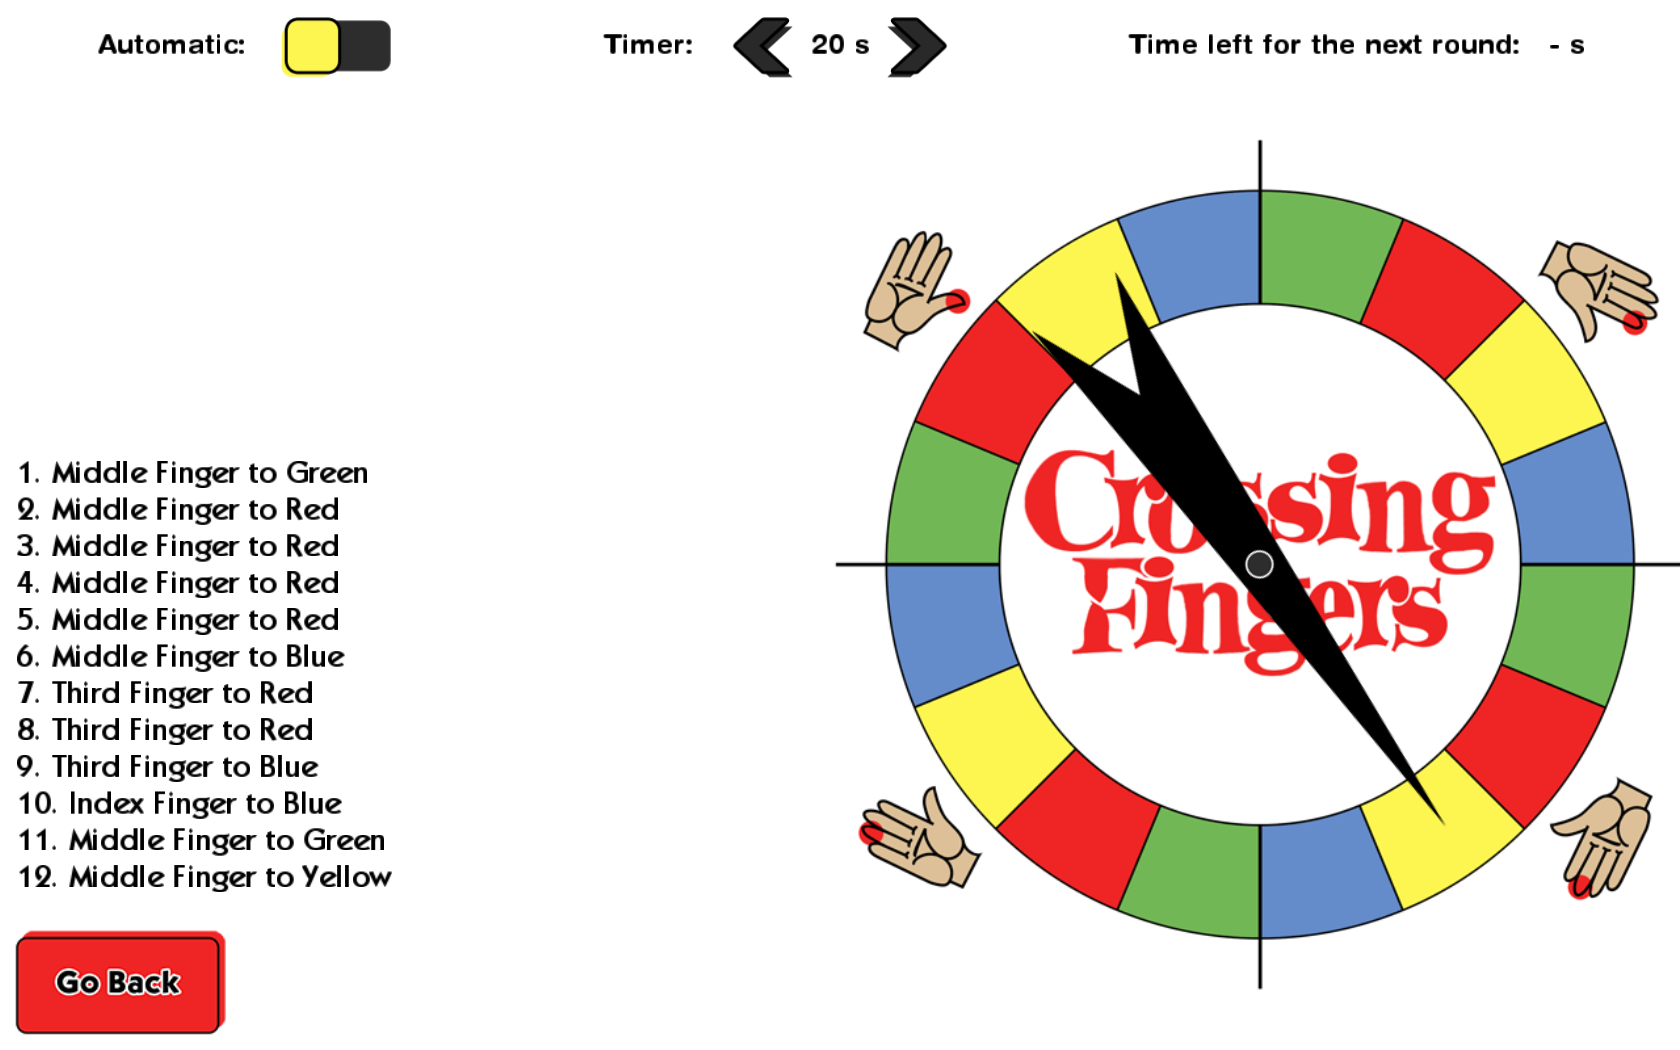 Automatic:
Timer: 20 s
Time left for the next round: - s
Crossing
Fingers
1. Middle Finger to Green
2. Middle Finger to Red
3. Middle Finger to Red
4. Middle Finger to Red
5. Middle Finger to Red
6. Middle Finger to Blue
7. Third Finger to Red
8. Third Finger to Red
9. Third Finger to Blue
10. Index Finger to Blue
11. Middle Finger to Green
12. Middle Finger to Yellow
Go Back